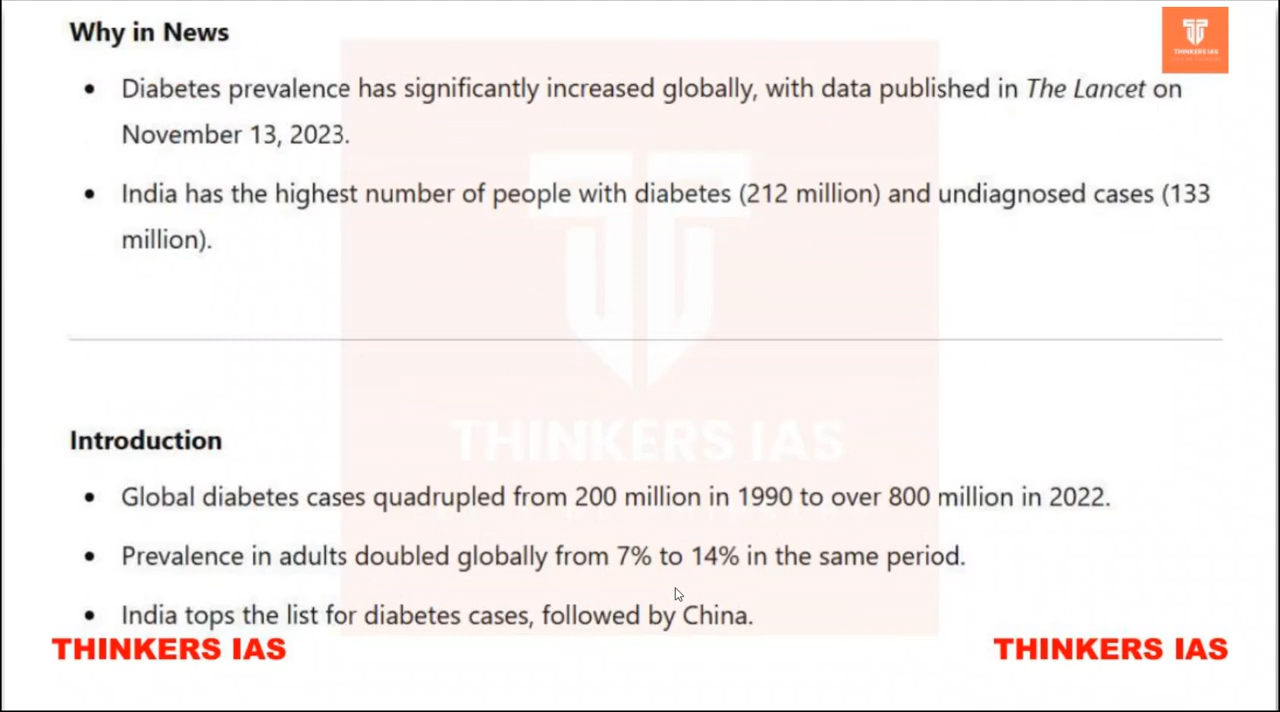 Why in News
THINKERS IAS
• Diabetes prevalence has significantly increased globally, with data published in The Lancet on
November 13, 2023.
• India has the highest number of people with diabetes (212 million) and undiagnosed cases (133
million).
THINKERS IAS
Introduction
• Global diabetes cases quadrupled from 200 million in 1990 to over 800 million in 2022.
• Prevalence in adults doubled globally from 7% to 14% in the same period.
• India tops the list for diabetes cases, followed by China.
THINKERS IAS
THINKERS IAS